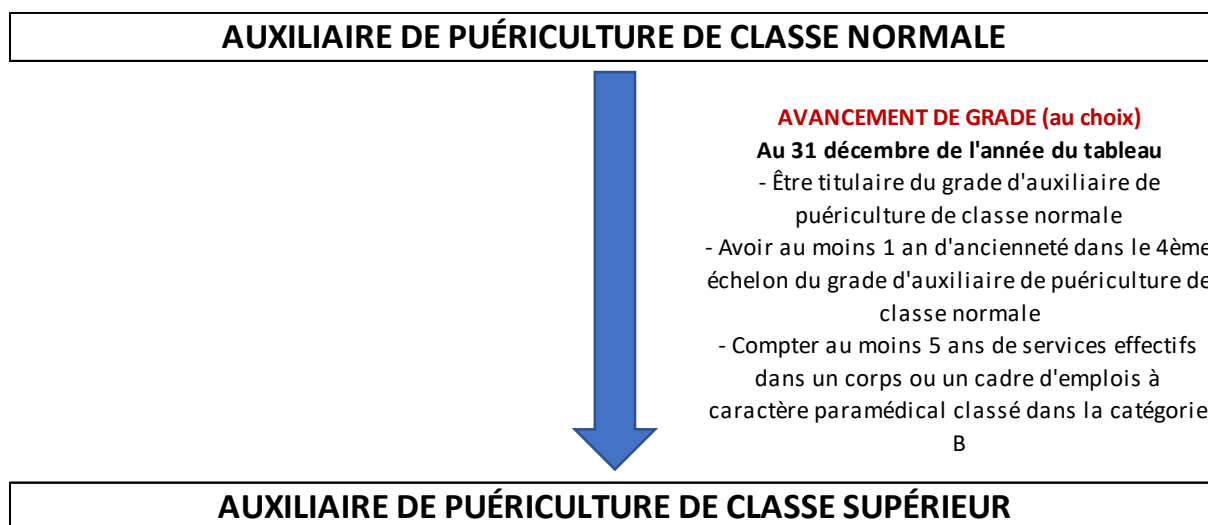 AUXILIAIRE DE PUÉRICULTURE DE CLASSE NORMALE
AVANCEMENT DE GRADE (au choix)
Au 31 décembre de l'année du tableau
- Être titulaire du grade d'auxiliaire de
puériculture de classe normale
- Avoir au moins 1 an d'ancienneté dans le 4ème
échelon du grade d'auxiliaire de puériculture de
classe normale
- Compter au moins 5 ans de services effectifs
dans un corps ou un cadre d'emplois à
caractère paramédical classé dans la catégorie
B
AUXILIAIRE DE PUÉRICULTURE DE CLASSE SUPÉRIEUR